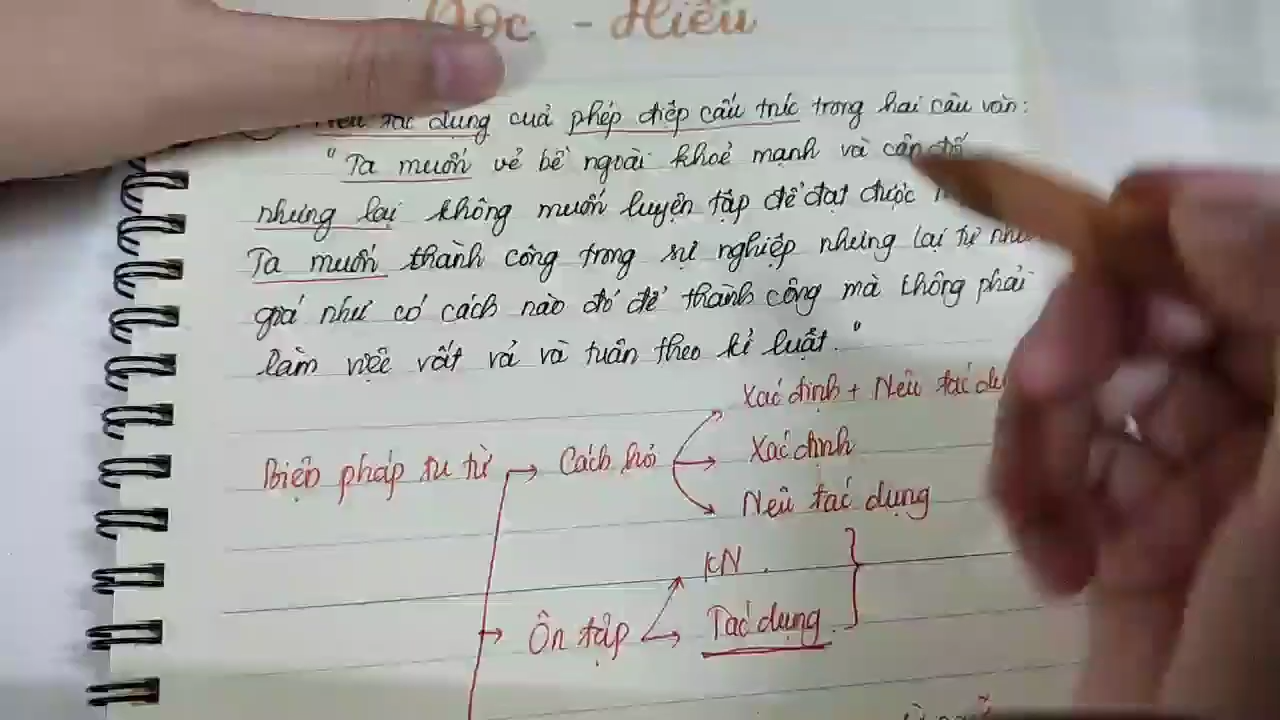 Đọc - Hiểu
Nêu tác dụng cuả phép điệp cấu trúc trong hai câu văn:
"Ta muốn vẻ bề ngoài khoẻ mạnh và cân đối
nhưng lại không muốn luyện tập để đạt được
Ta muốn thành công trong sự nghiệp nhưng lại tự
giá như có cách nào đó để thành công mà không phải
làm việc vất vả và tuân theo kỉ luật."
Xác định + Nêu tác
Biện pháp tu từ → Cách hỏi → Xác định
Nêu tác dụng
KN.
→ Ôn tập → Tác dụng.